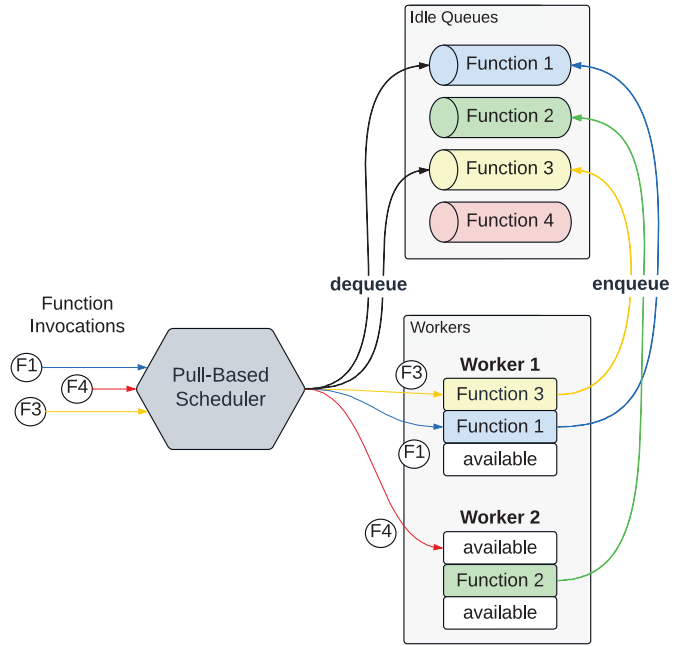 Idle Queues
Function 1
Function 2
Function 3
Function 4
dequeue
enqueue
Function
Invocations
F1
F4
F3
Pull-Based
Scheduler
Workers
Worker 1
F3
Function 3
Function 1
F1
available
Worker 2
F4
available
Function 2
available